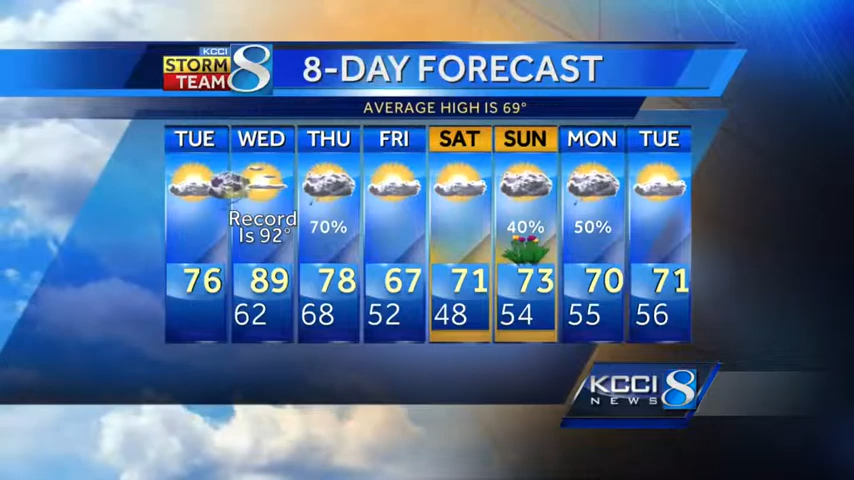 KCCI
STORM
TEAM 8
8-DAY FORECAST
AVERAGE HIGH IS 69°
TUE WED THU FRI SAT SUN MON TUE
Record
Is 92°
70% 40% 50%
76 89 78 67 71 73 70 71
62 68 52 48 54 55 56
KCCI 8
NEWS